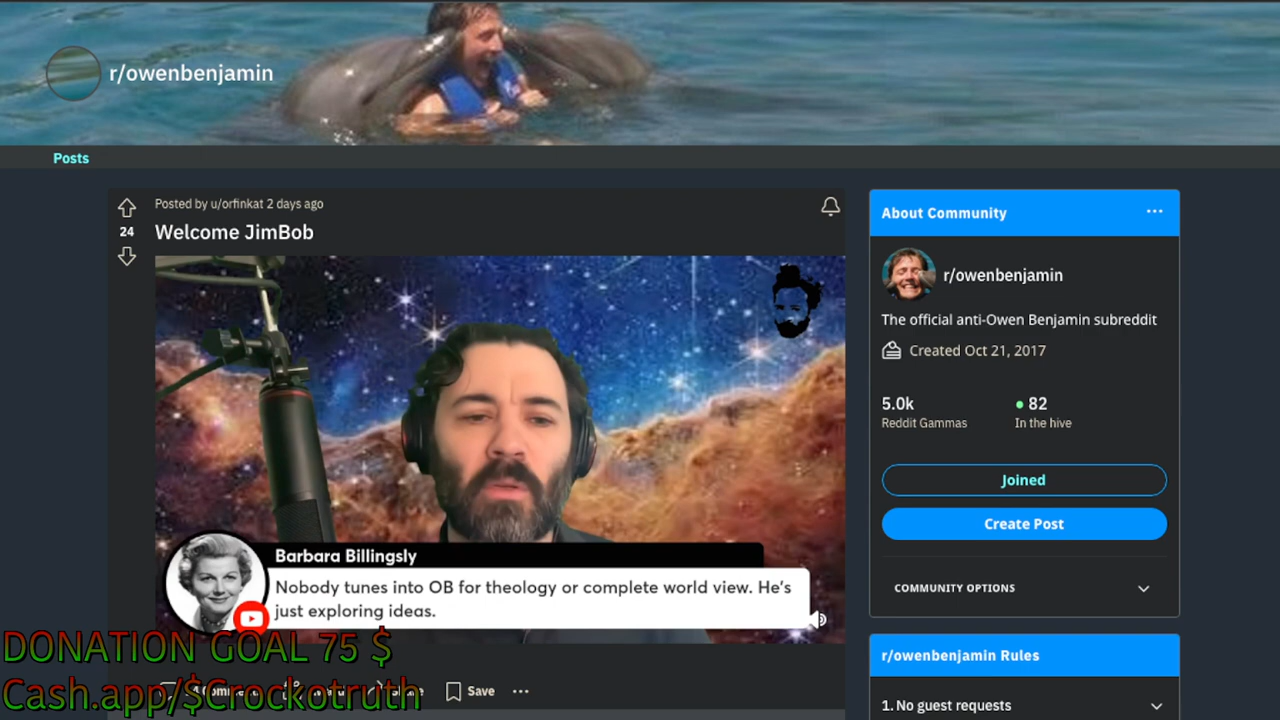 r/owenbenjamin
Posts
Posted by u/orfinkat 2 days ago
24
Welcome JimBob
Barbara Billingsly
Nobody tunes into OB for theology or complete world view. He's
just exploring ideas.
DONATION GOAL 75 $
Cash.app/$Crockotruth
Save
About Community
r/owenbenjamin
The official anti-Owen Benjamin subreddit
Created Oct 21, 2017
5.0k
82
Reddit Gammas
In the hive
Joined
Create Post
COMMUNITY OPTIONS
r/owenbenjamin Rules
1. No guest requests